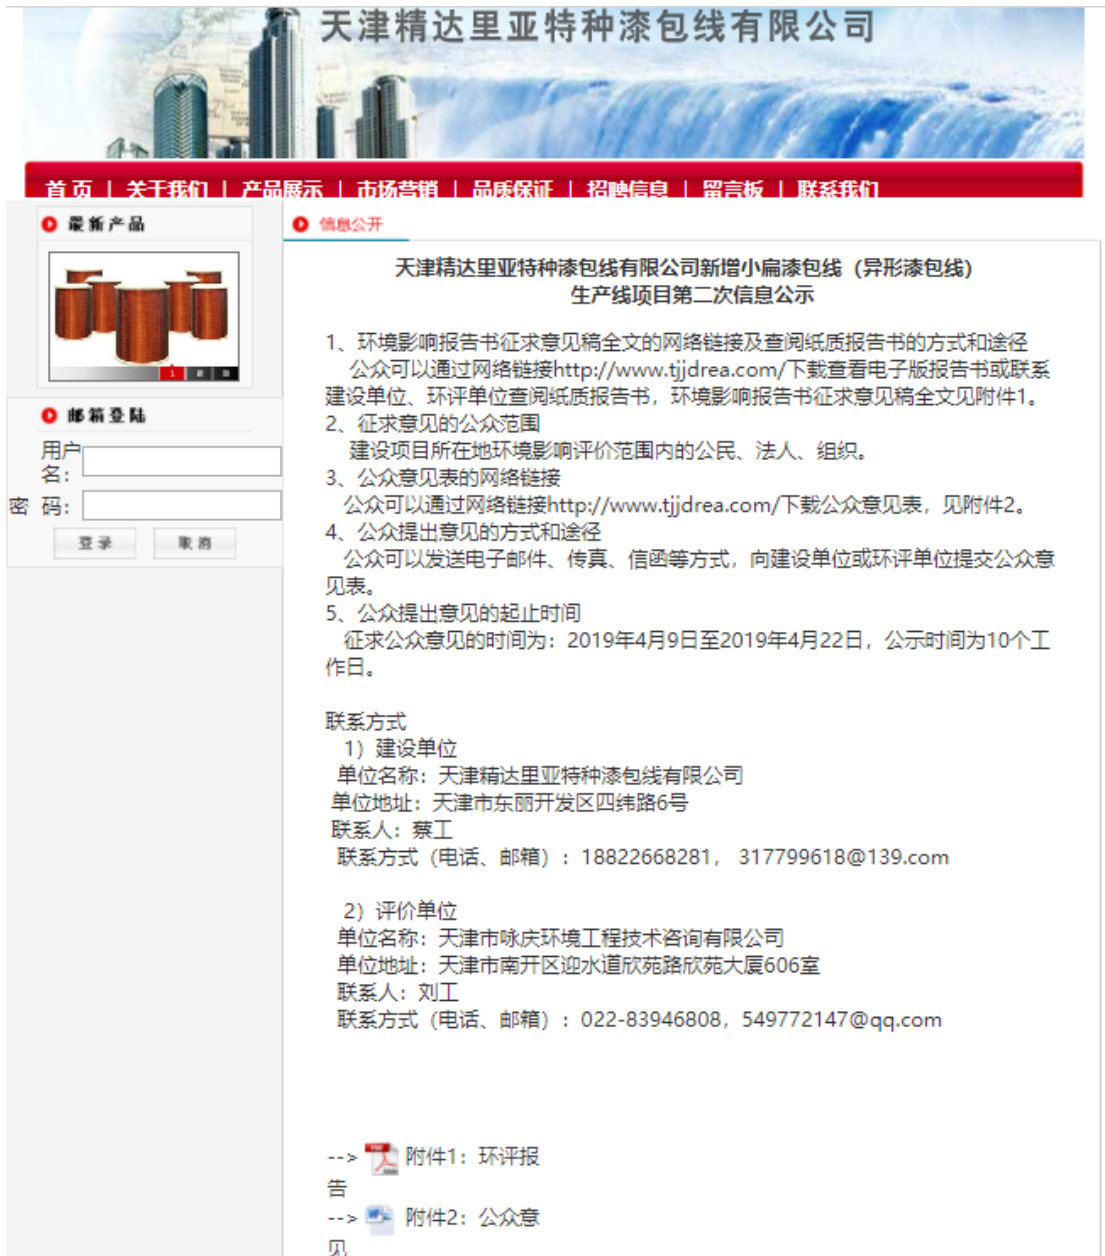 天津精达里亚特种漆包线有限公司
首 页 | 关于我们 | 产品展示 | 市场营销 | 品质保证 | 招聘信息 | 留言板 | 联系我们
最新产品
1 2 3
邮箱登陆
用户名：
密 码：
登录 取消
信息公开
天津精达里亚特种漆包线有限公司新增小扁漆包线（异形漆包线）
生产线项目第二次信息公示
1、环境影响报告书征求意见稿全文的网络链接及查阅纸质报告书的方式和途径
公众可以通过网络链接http://www.tjjdrea.com/下载查看电子版报告书或联系
建设单位、环评单位查阅纸质报告书，环境影响报告书征求意见稿全文见附件1。
2、征求意见的公众范围
建设项目所在地环境影响评价范围内的公民、法人、组织。
3、公众意见表的网络链接
公众可以通过网络链接http://www.tjjdrea.com/下载公众意见表，见附件2。
4、公众提出意见的方式和途径
公众可以发送电子邮件、传真、信函等方式，向建设单位或环评单位提交公众意
见表。
5、公众提出意见的起止时间
征求公众意见的时间为：2019年4月9日至2019年4月22日，公示时间为10个工
作日。
联系方式
1）建设单位
单位名称：天津精达里亚特种漆包线有限公司
单位地址：天津市东丽开发区四纬路6号
联系人：蔡工
联系方式（电话、邮箱）：18822668281， 317799618@139.com
2）评价单位
单位名称：天津市咏庆环境工程技术咨询有限公司
单位地址：天津市南开区迎水道欣苑路欣苑大厦606室
联系人：刘工
联系方式（电话、邮箱）：022-83946808，549772147@qq.com
--> 附件1：环评报
告
--> 附件2：公众意
见